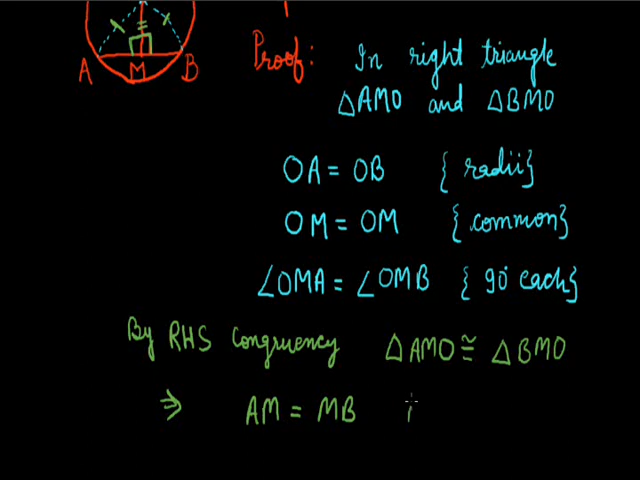 A M B
Proof: In right triangle
△AMO and △BMO
OA = OB { radii}
OM = OM { common}
∠OMA = ∠OMB { 90° each}
By RHS congruency △AMO ≅ △BMO
⇒ AM = MB